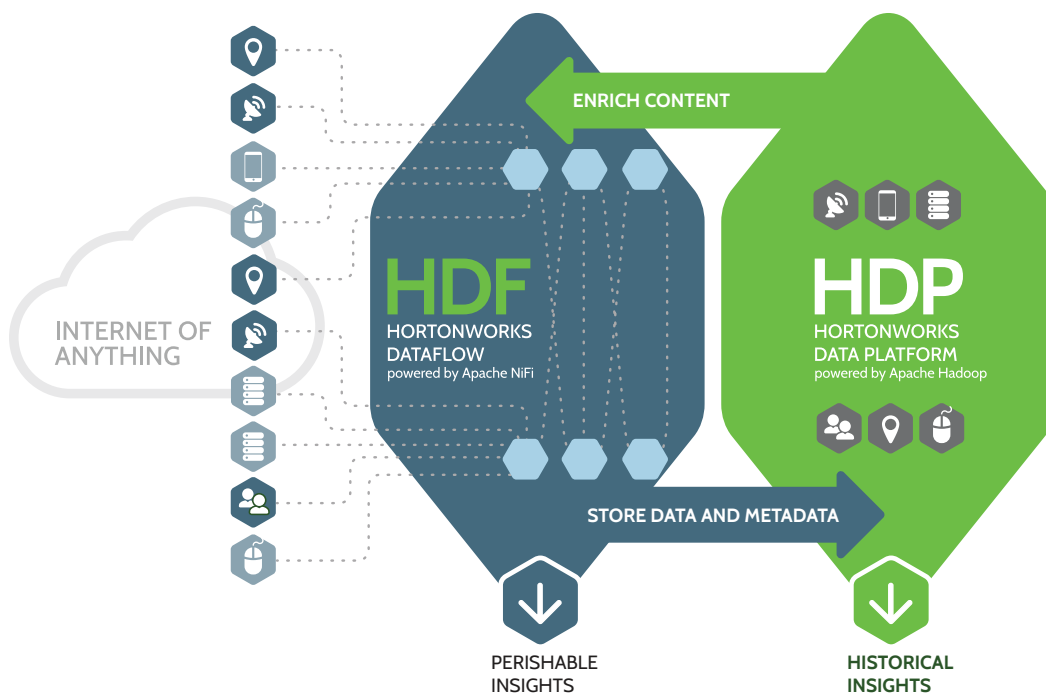 ENRICH CONTENT
INTERNET OF
ANYTHING
HDF
HORTONWORKS
DATAFLOW
powered by Apache NiFi
HDP
HORTONWORKS
DATA PLATFORM
powered by Apache Hadoop
STORE DATA AND METADATA
PERISHABLE
INSIGHTS
HISTORICAL
INSIGHTS